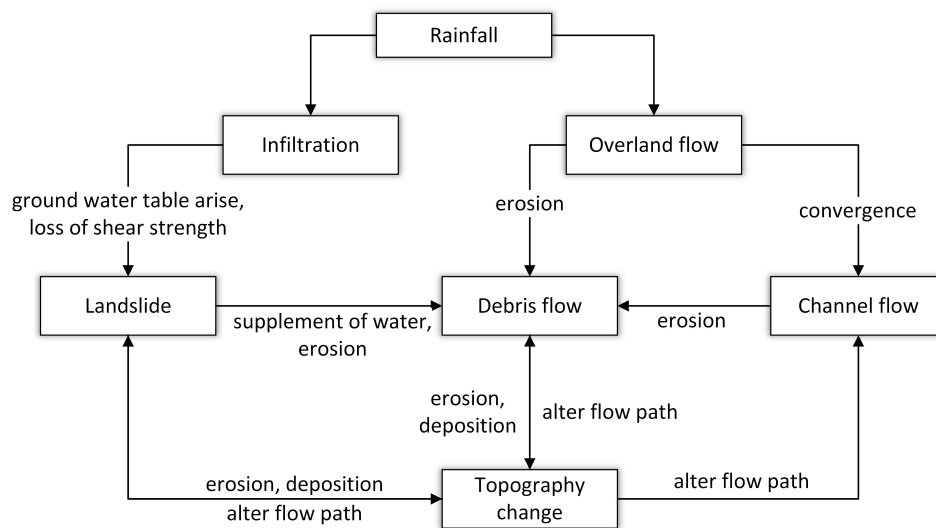 Rainfall
Infiltration
Overland flow
ground water table arise,
loss of shear strength
erosion
convergence
Landslide
Debris flow
Channel flow
supplement of water,
erosion
erosion
erosion,
deposition
alter flow path
erosion, deposition
alter flow path
Topography
change
alter flow path